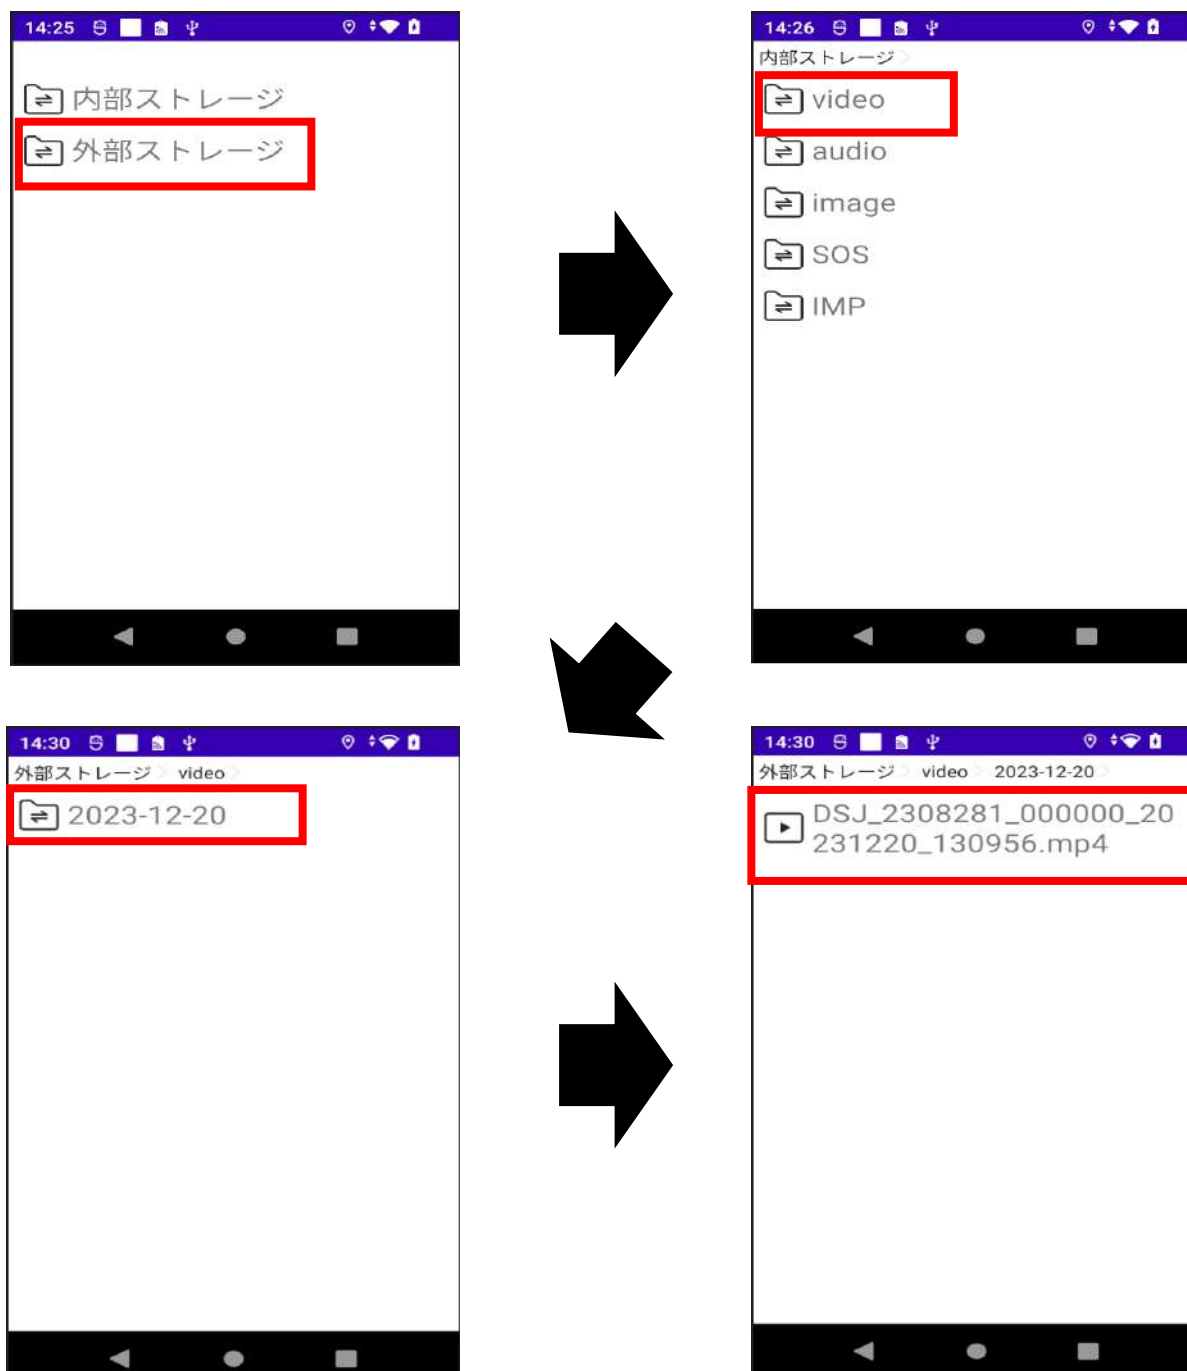 14:25
内部ストレージ
外部ストレージ
14:26
内部ストレージ
video
audio
image
SOS
IMP
14:30
外部ストレージ video
2023-12-20
14:30
外部ストレージ video 2023-12-20
DSJ_2308281_000000_20
231220_130956.mp4